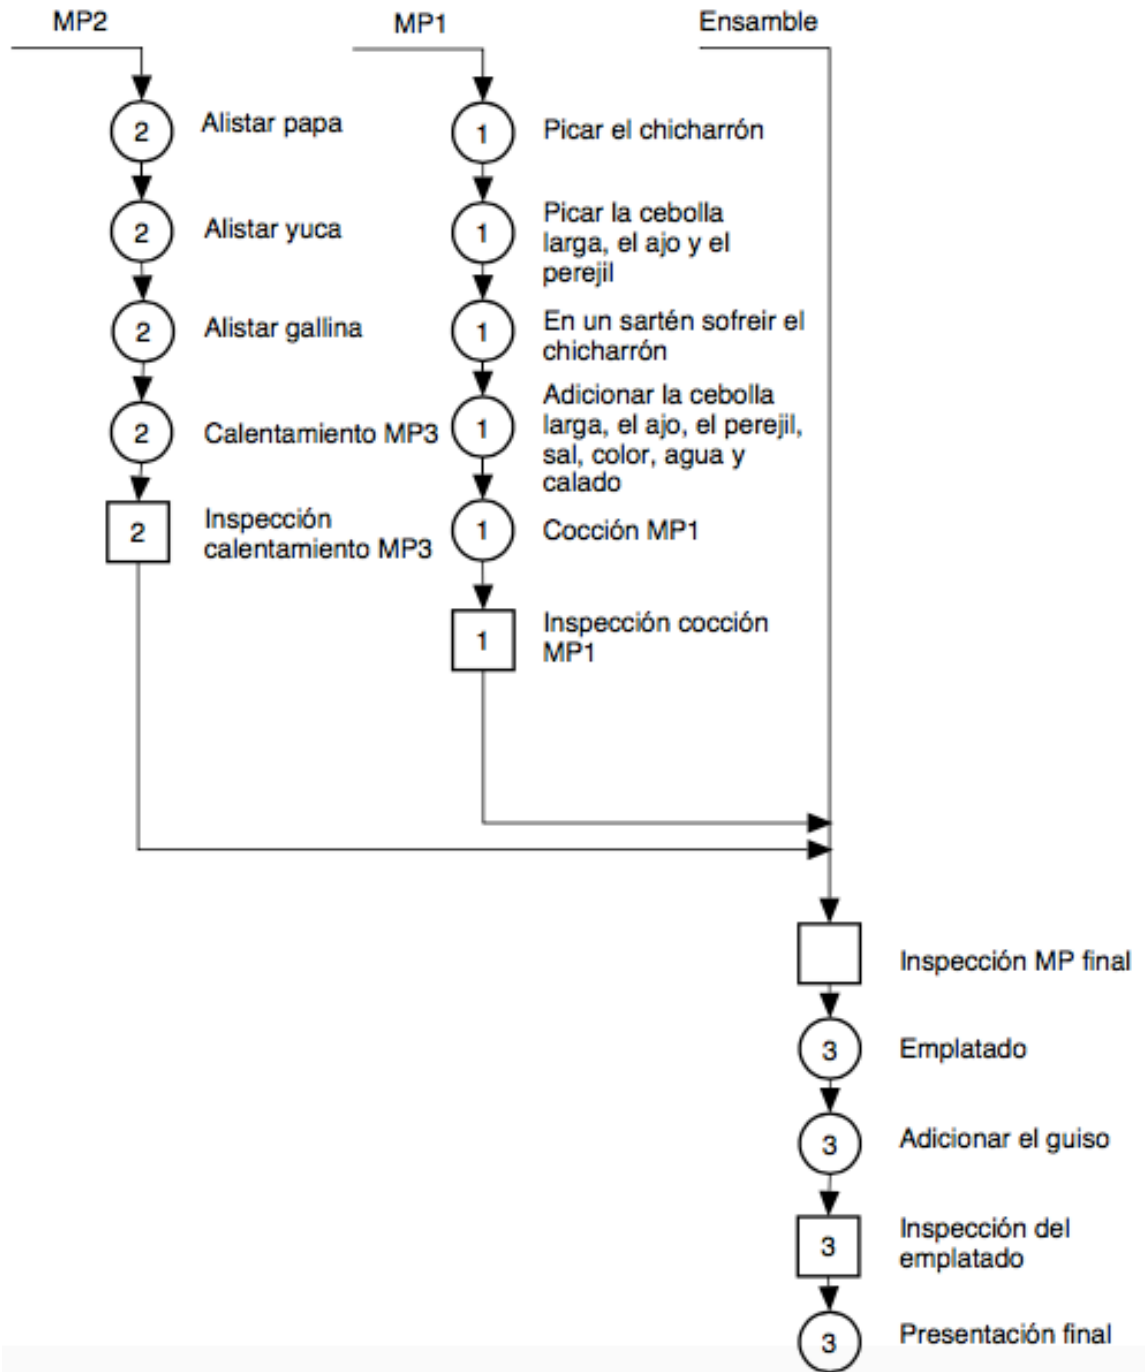 MP2
MP1
Ensamble
2
Alistar papa
2
Alistar yuca
2
Alistar gallina
2
Calentamiento MP3
2
Inspección
calentamiento MP3
1
Picar el chicharrón
1
Picar la cebolla
larga, el ajo y el
perejil
1
En un sartén sofreir el
chicharrón
1
Adicionar la cebolla
larga, el ajo, el perejil,
sal, color, agua y
calado
1
Cocción MP1
1
Inspección cocción
MP1
Inspección MP final
3
Emplatado
3
Adicionar el guiso
3
Inspección del
emplatado
3
Presentación final